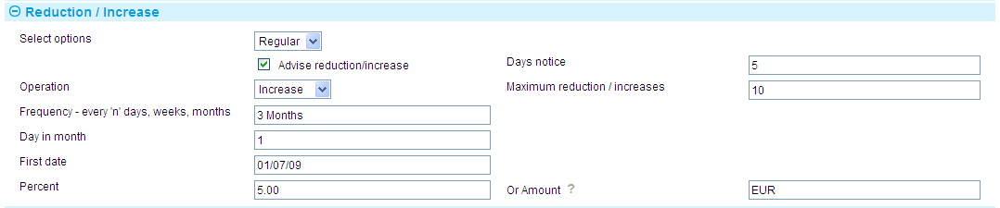 Reduction / Increase
Select options Regular
Advise reduction/increase Days notice 5
Operation Increase Maximum reduction / increases 10
Frequency - every 'n' days, weeks, months 3 Months
Day in month 1
First date 01/07/09
Percent 5.00 Or Amount ? EUR